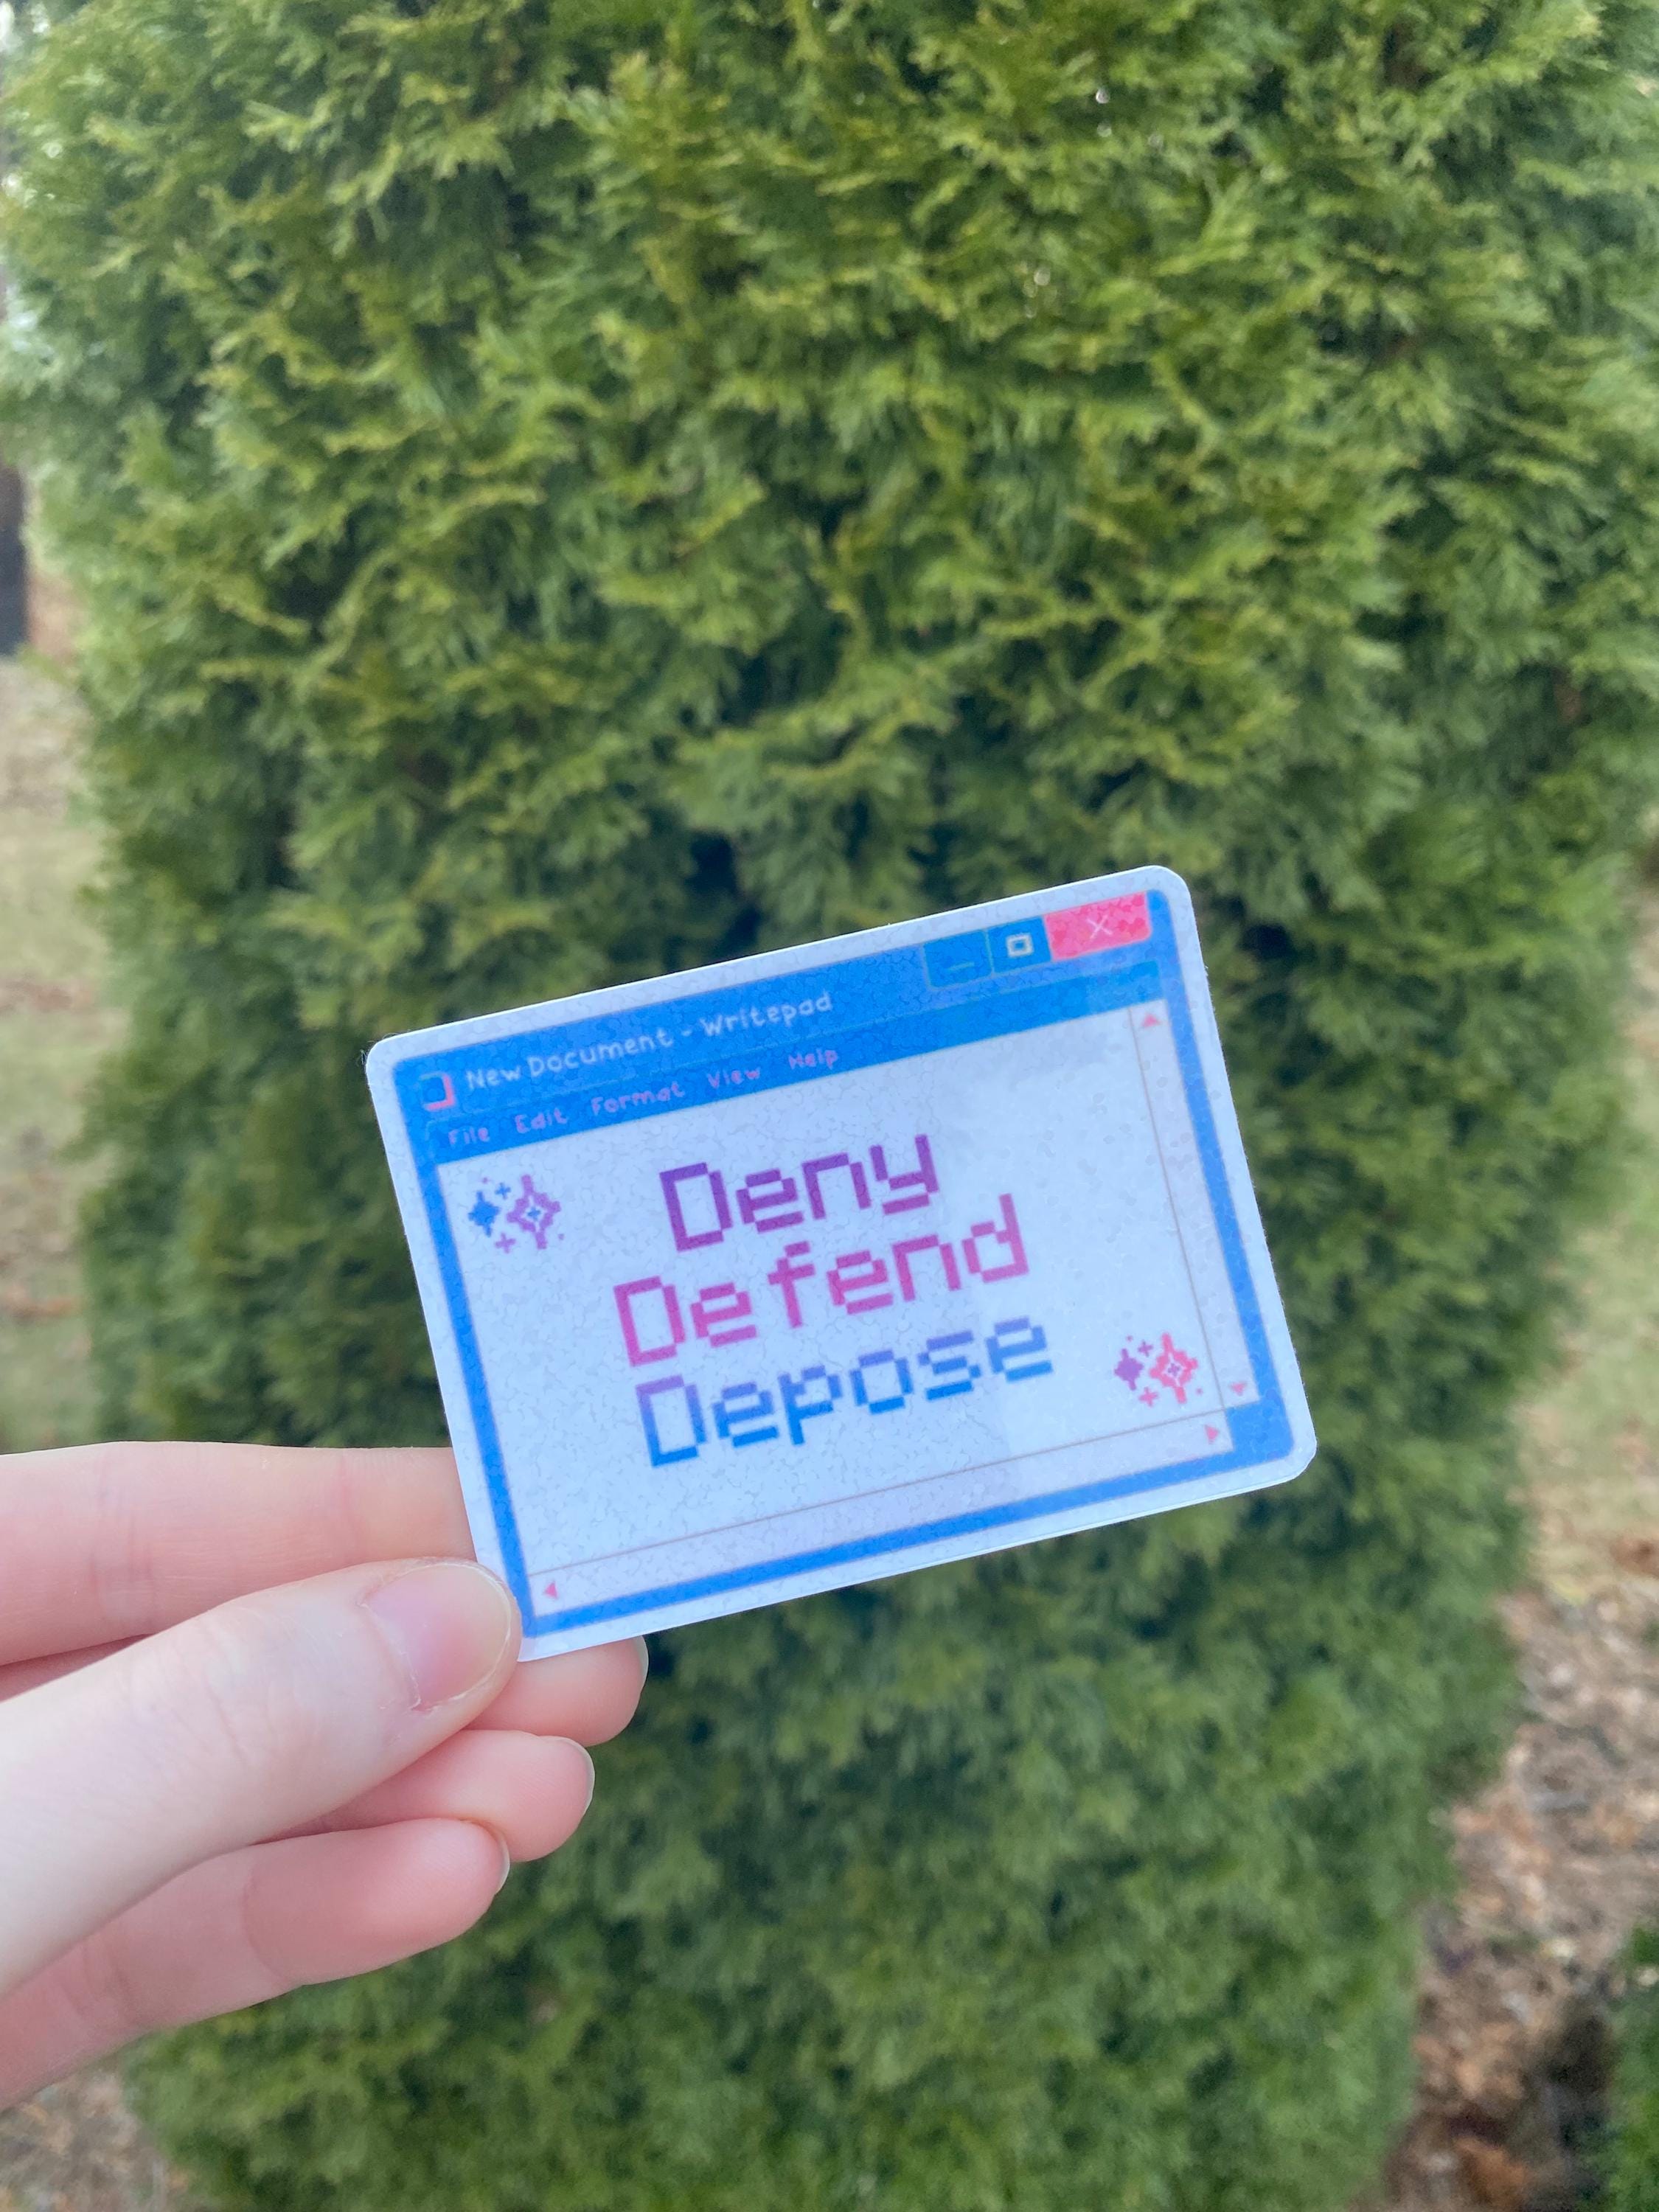 New Document - Writepad
File Edit Format View Help
Deny
Defend
Depose